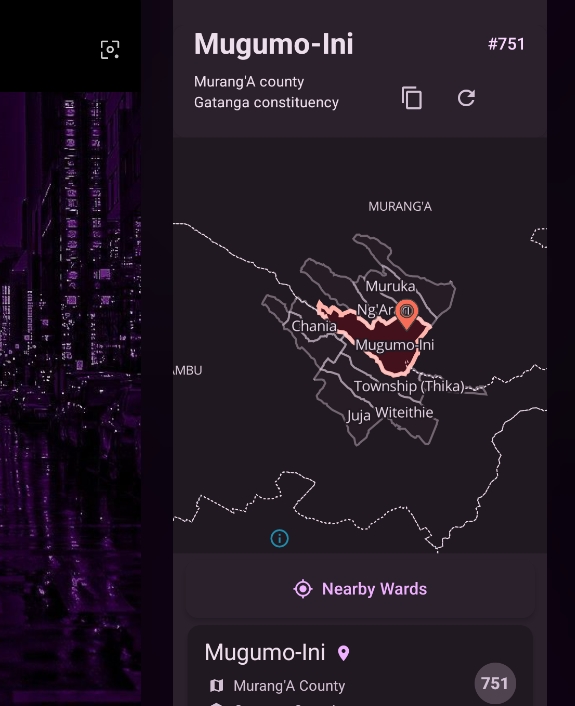 Mugumo-Ini
#751
Murang'A county
Gatanga constituency
MURANG'A
Muruka
Ng'Ar
Chania
Mugumo-Ini
AMBU
Township (Thika)
Juja Witeithie
Nearby Wards
Mugumo-Ini
Murang'A County
751